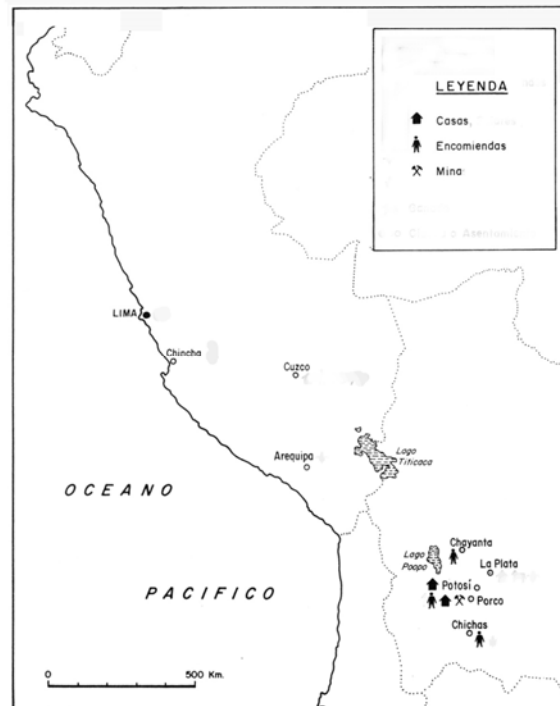 LEYENDA
Casas,
Encomiendas
Mina
LIMA
Chincha
Cuzco
Arequipa
Lago
Titicaca
OCEANO
PACIFICO
Lago
Poopo
Chayanta
La Plata
Potosí
Porco
Chichas
0 500 Km.